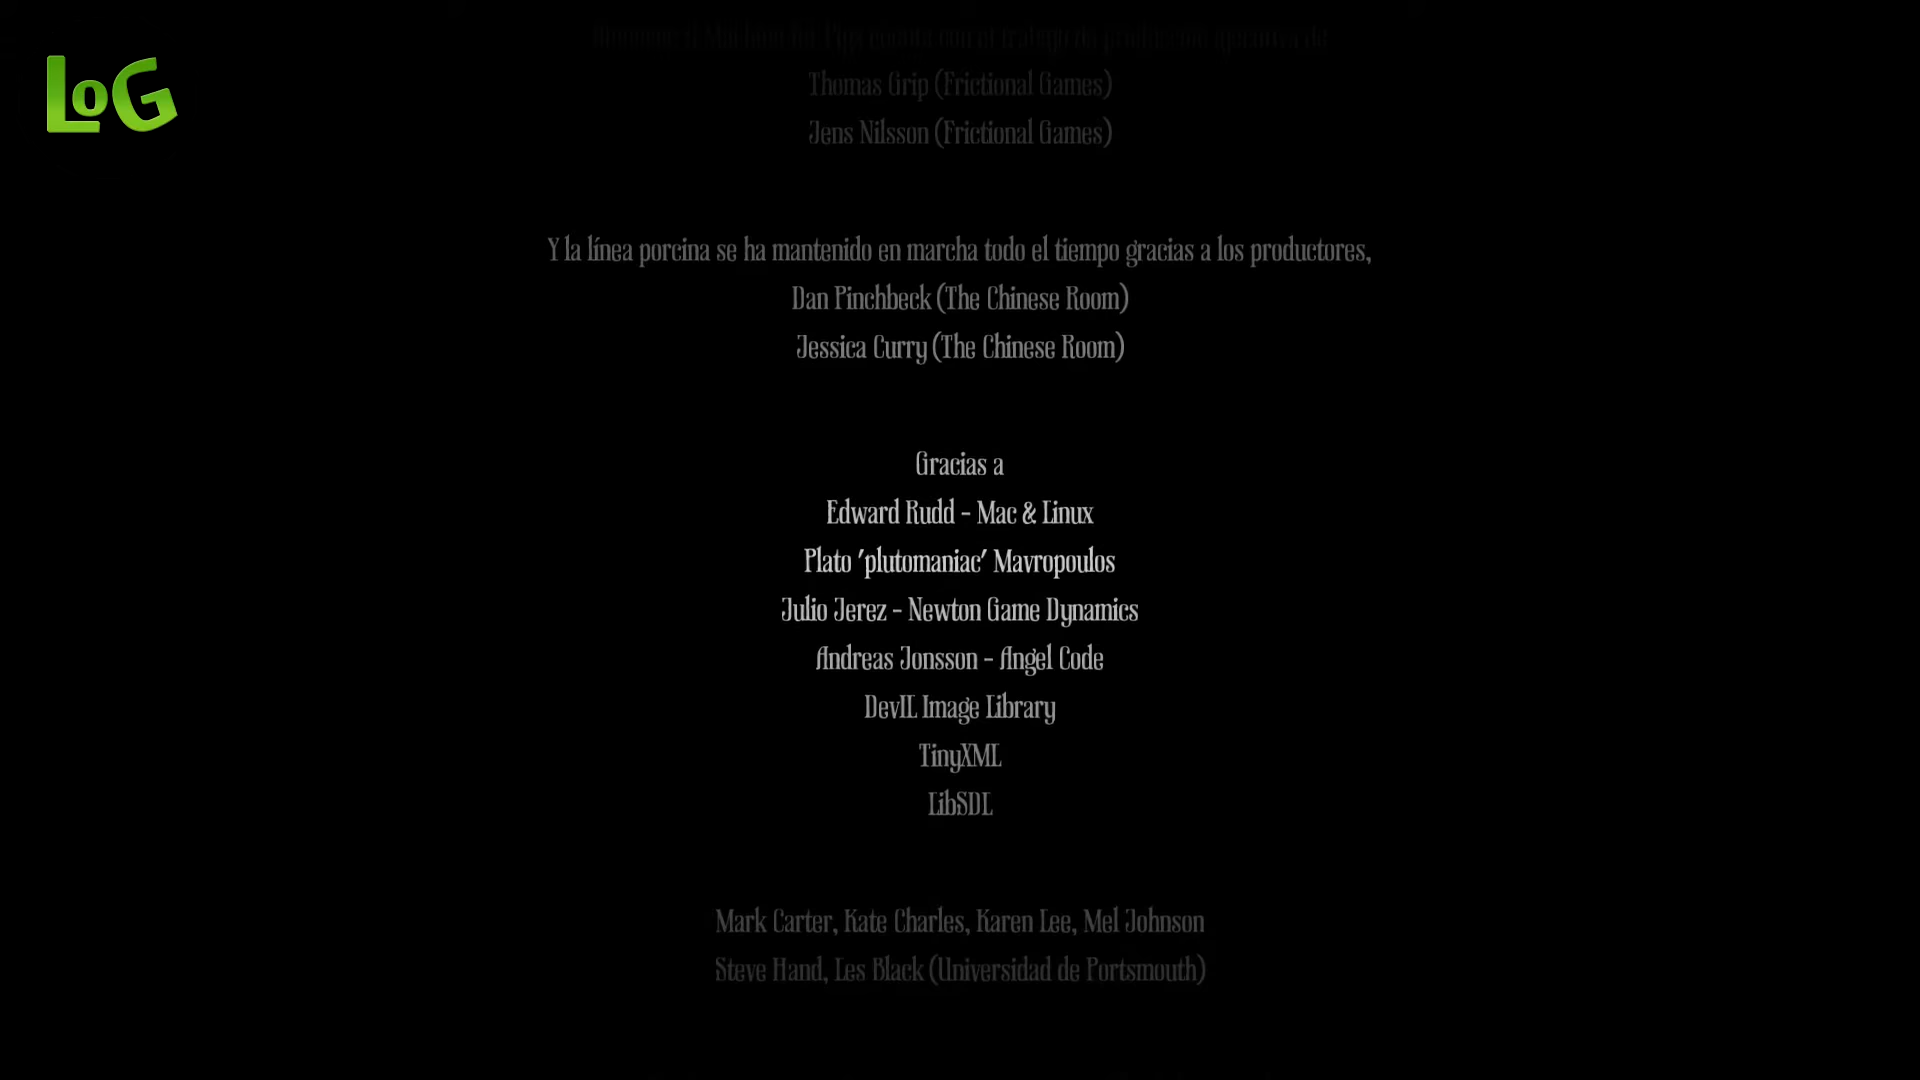 LoG
Thomas Grip (Frictional Games)
Jens Nilsson (Frictional Games)
Y la línea porcina se ha mantenido en marcha todo el tiempo gracias a los productores,
Dan Pinchbeck (The Chinese Room)
Jessica Curry (The Chinese Room)
Gracias a
Edward Rudd - Mac & Linux
Plato 'plutomaniac' Mavropoulos
Julio Jerez - Newton Game Dynamics
Andreas Jonsson - Angel Code
DevIL Image Library
TinyXML
LibSDL
Mark Carter, Kate Charles, Karen Lee, Mel Johnson
Steve Hand, Les Black (Universidad de Portsmouth)